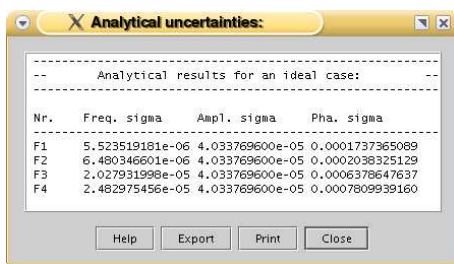 Analytical uncertainties:
-- Analytical results for an ideal case: --
Nr. Freq. sigma Ampl. sigma Pha. sigma
F1 5.523519181e-06 4.033769600e-05 0.0001737365089
F2 6.480346601e-06 4.033769600e-05 0.0002038325129
F3 2.027931998e-05 4.033769600e-05 0.0006378647637
F4 2.482975456e-05 4.033769600e-05 0.0007809939160
Help Export Print Close